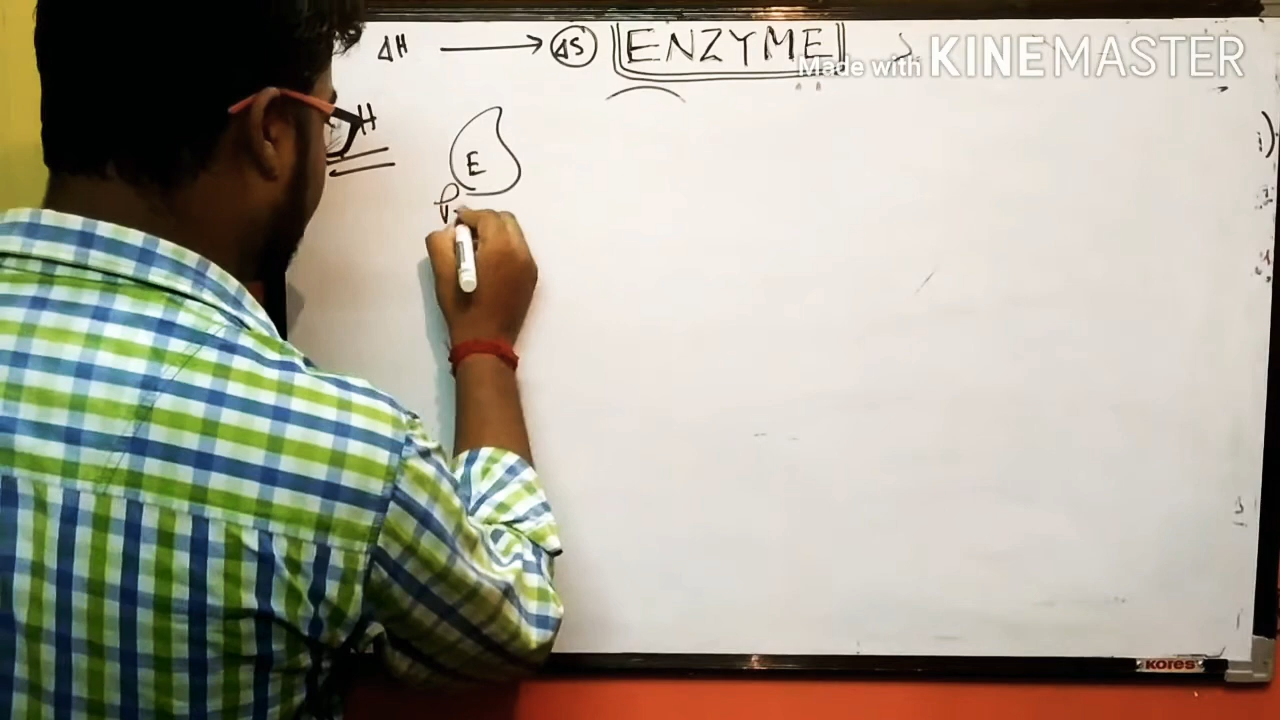 ΔH → ΔS ENZYME
Made with KINEMASTER
H
i)
E
P
KORES